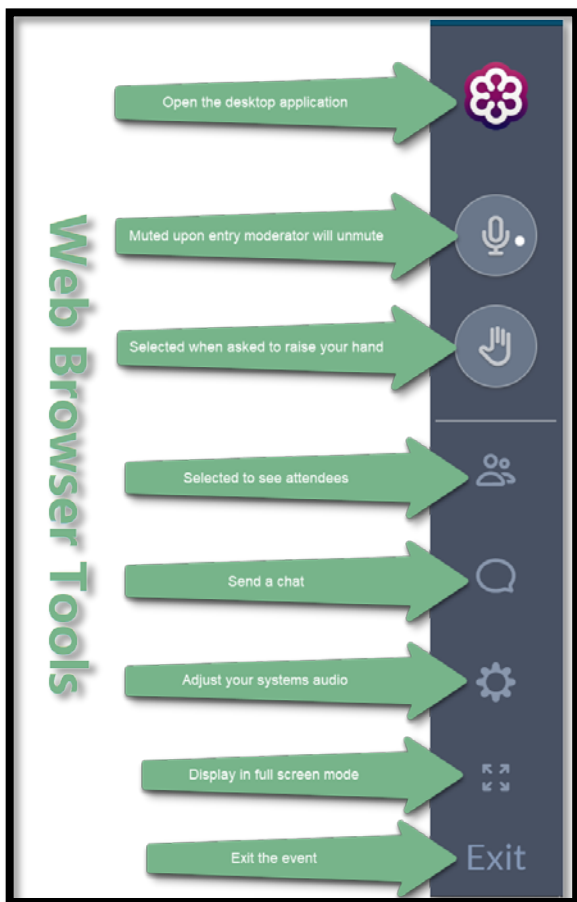 Web Browser Tools
Open the desktop application
Muted upon entry moderator will unmute
Selected when asked to raise your hand
Selected to see attendees
Send a chat
Adjust your systems audio
Display in full screen mode
Exit the event
Exit